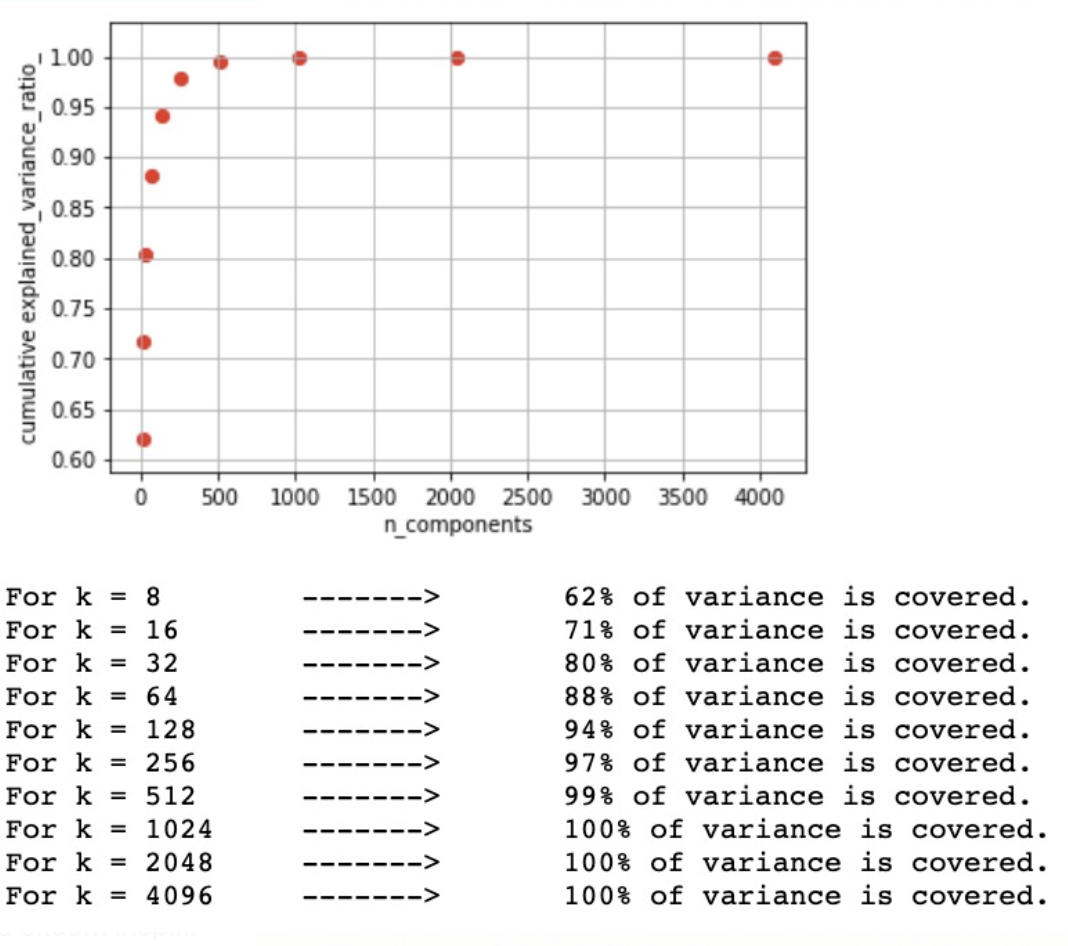 1.00
0.95
0.90
0.85
0.80
0.75
0.70
0.65
0.60
cumulative explained_variance_ratio_
0 500 1000 1500 2000 2500 3000 3500 4000
n_components
For k = 8 -------> 62% of variance is covered.
For k = 16 -------> 71% of variance is covered.
For k = 32 -------> 80% of variance is covered.
For k = 64 -------> 88% of variance is covered.
For k = 128 -------> 94% of variance is covered.
For k = 256 -------> 97% of variance is covered.
For k = 512 -------> 99% of variance is covered.
For k = 1024 -------> 100% of variance is covered.
For k = 2048 -------> 100% of variance is covered.
For k = 4096 -------> 100% of variance is covered.